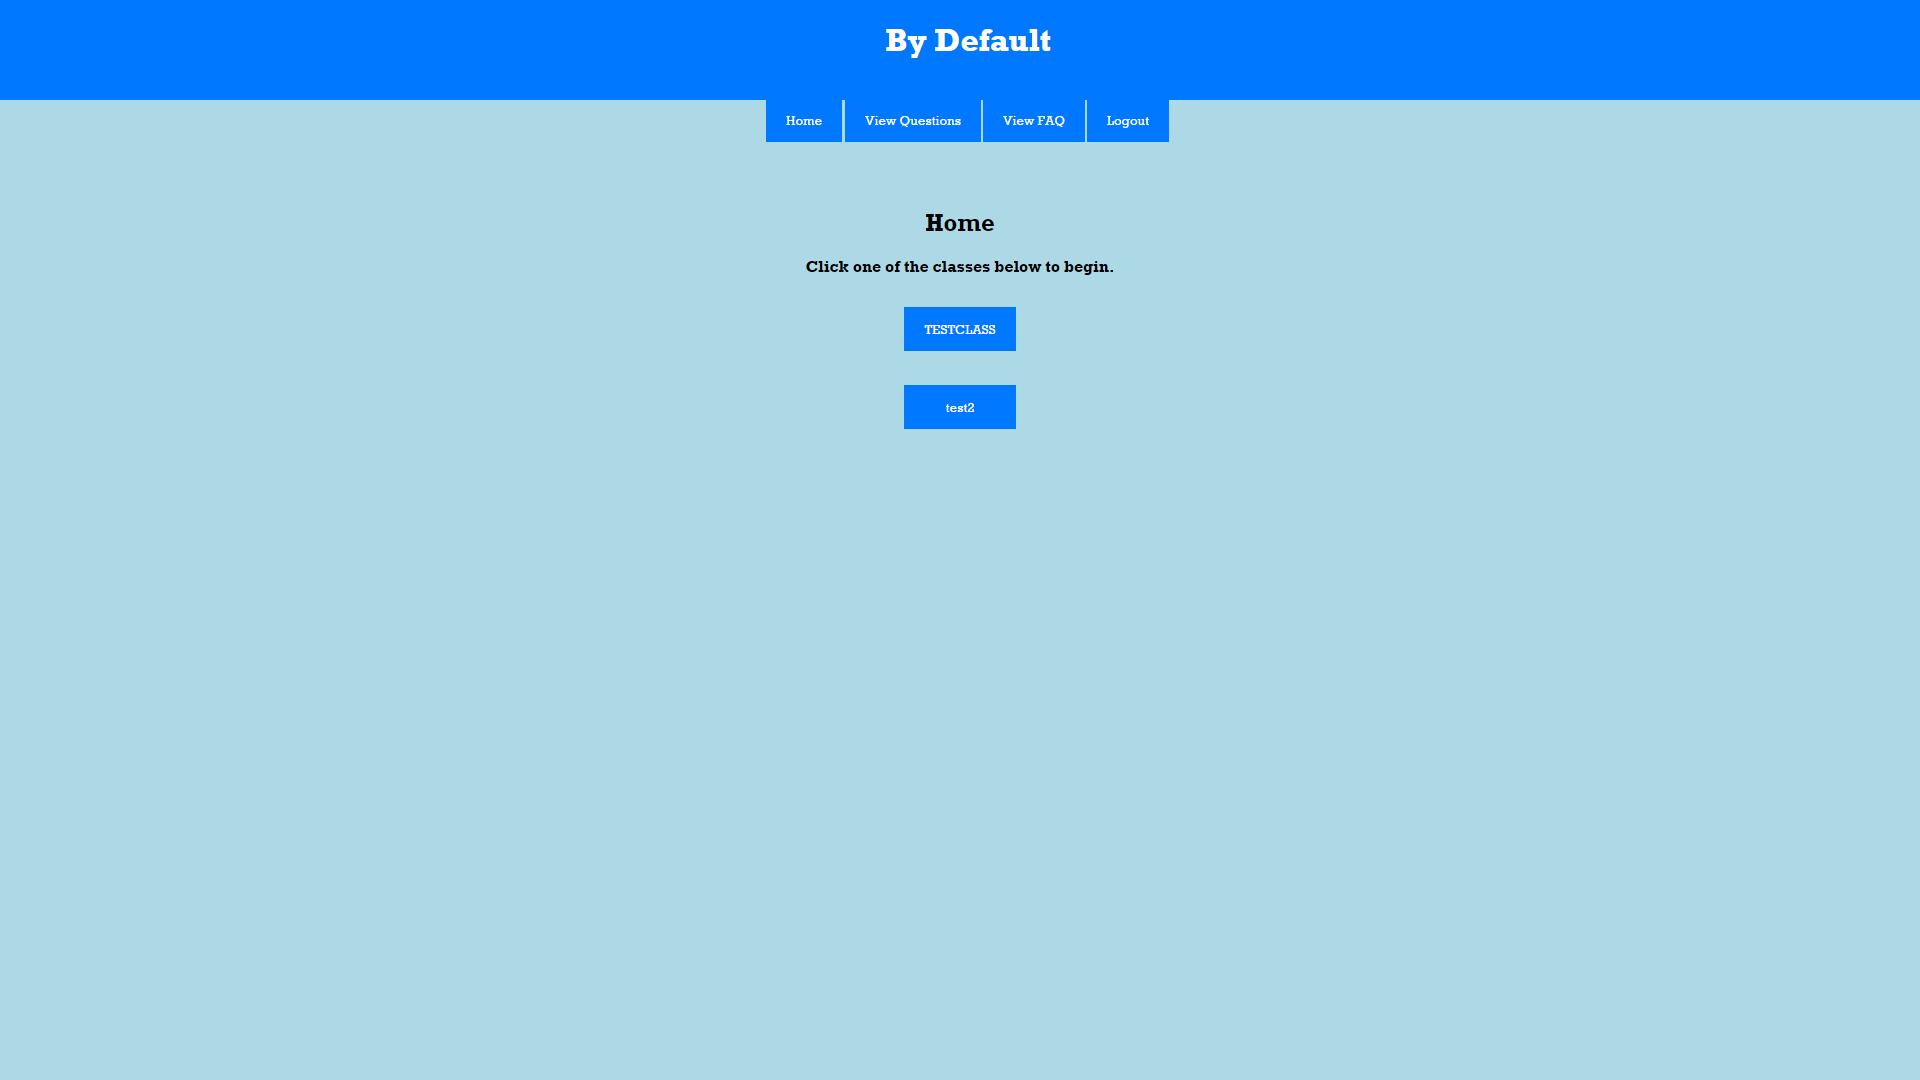 By Default
Home View Questions View FAQ Logout
Home
Click one of the classes below to begin.
TESTCLASS
test2